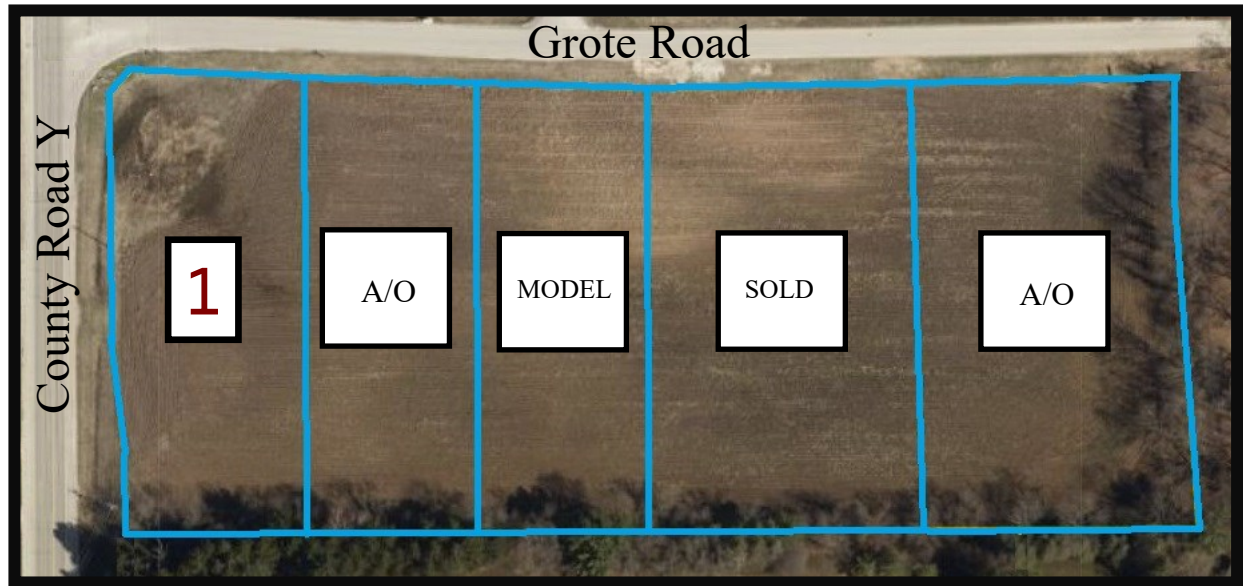 Grote Road
County Road Y
1
A/O
MODEL
SOLD
A/O